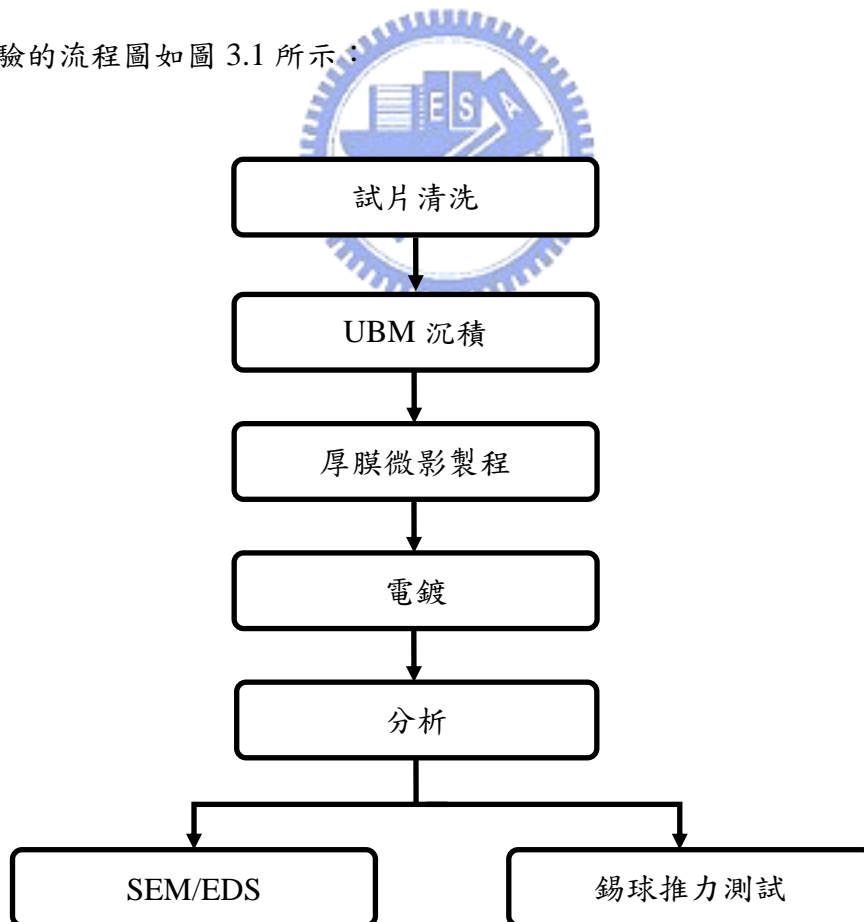 驗的流程圖如圖 3.1 所示：
ESA
試片清洗
UBM 沉積
厚膜微影製程
電鍍
分析
SEM/EDS
錫球推力測試